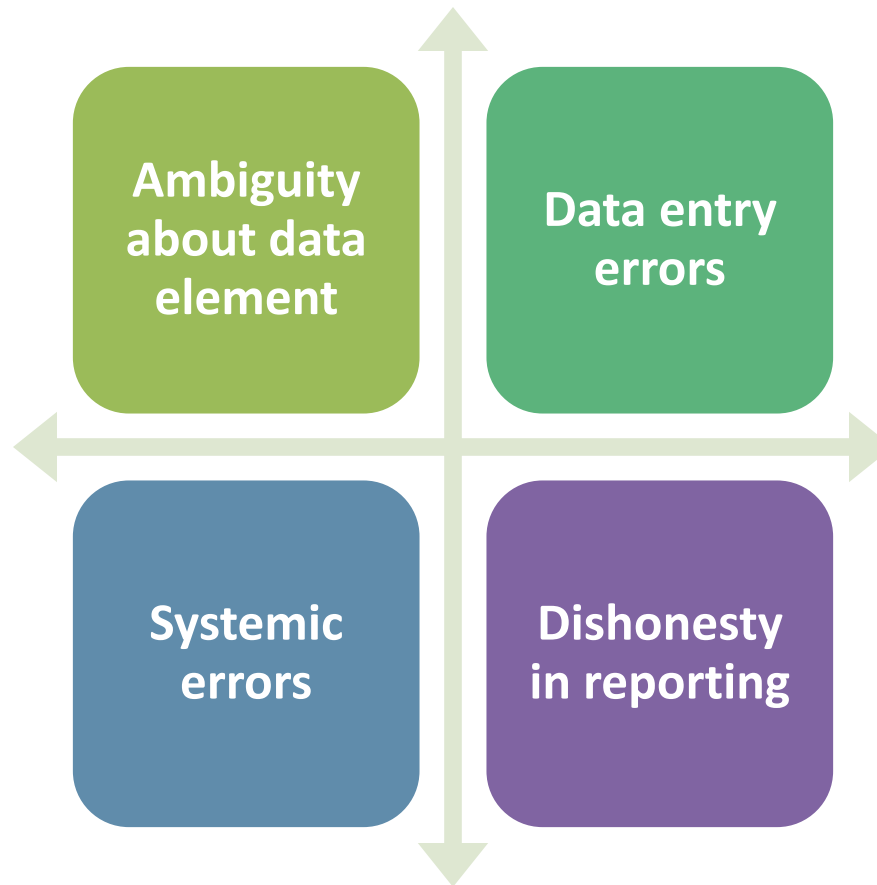 Ambiguity
about data
element
Data entry
errors
Systemic
errors
Dishonesty
in reporting